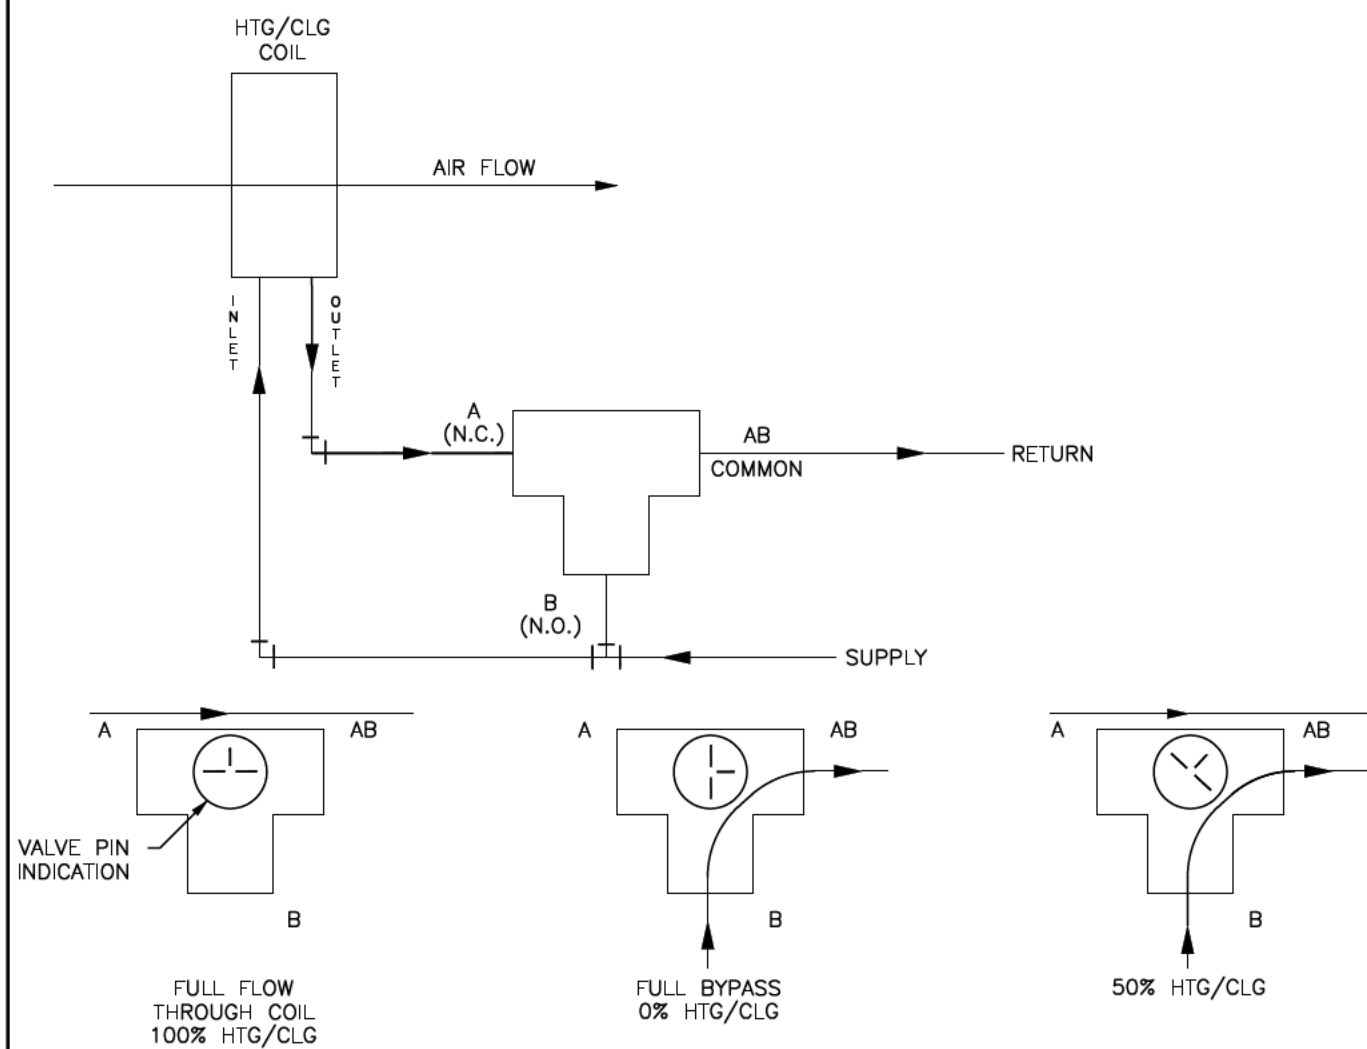 HTG/CLG
COIL
AIR FLOW
INLET
OUTLET
A
(N.C.)
AB
COMMON
RETURN
B
(N.O.)
SUPPLY
A
AB
VALVE PIN
INDICATION
B
FULL FLOW
THROUGH COIL
100% HTG/CLG
A
AB
B
FULL BYPASS
0% HTG/CLG
A
AB
B
50% HTG/CLG